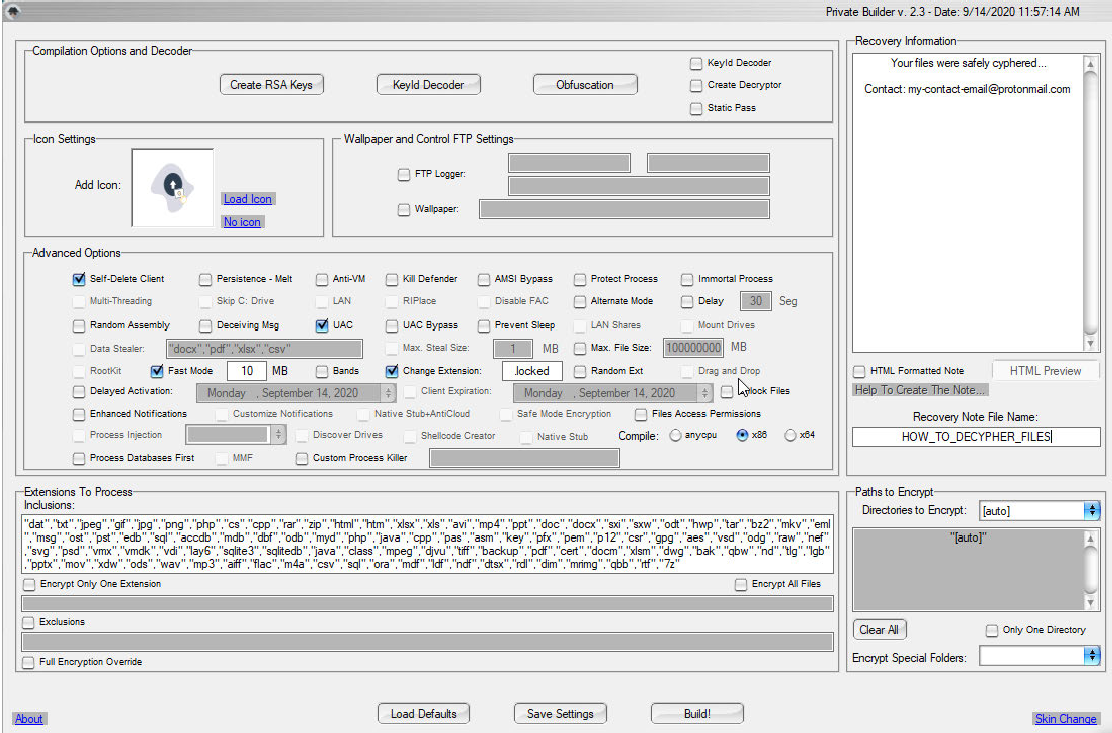 Private Builder v. 2.3 - Date: 9/14/2020 11:57:14 AM
Compilation Options and Decoder
Create RSA Keys
KeyId Decoder
Obfuscation
KeyId Decoder
Create Decryptor
Static Pass
Icon Settings
Add Icon:
Load Icon
No icon
Wallpaper and Control FTP Settings
FTP Logger:
Wallpaper:
Advanced Options
Self-Delete Client Persistence - Melt Anti-VM Kill Defender AMSI Bypass Protect Process Immortal Process
Multi-Threading Skip C: Drive LAN RIPlace Disable FAC Alternate Mode Delay 30 Seg
Random Assembly Deceiving Msg UAC UAC Bypass Prevent Sleep LAN Shares Mount Drives
Data Stealer: "docx","pdf","xlsx","csv" Max. Steal Size: 1 MB Max. File Size: 100000000 MB
RootKit Fast Mode 10 MB Bands Change Extension: .locked Random Ext Drag and Drop
Delayed Activation: Monday , September 14, 2020 Client Expiration: Monday , September 14, 2020 lock Files
Enhanced Notifications Customize Notifications Native Stub+AntiCloud Safe Mode Encryption Files Access Permissions
Process Injection Discover Drives Shellcode Creator Native Stub Compile: anycpu x86 x64
Process Databases First MMF Custom Process Killer
Extensions To Process
Inclusions:
"dat","txt","jpeg","gif","jpg","png","php","cs","cpp","rar","zip","html","htm","xlsx","xls","avi","mp4","ppt","doc","docx","sxi","sxw","odt","hwp","tar","bz2","mkv","eml
","msg","ost","pst","edb","sql","accdb","mdb","dbf","odb","myd","php","java","cpp","pas","asm","key","pfx","pem","p12","csr","gpg","aes","vsd","odg","raw","nef"
,"svg","psd","vmx","vmdk","vdi","lay6","sqlite3","sqlitedb","java","class","mpeg","djvu","tiff","backup","pdf","cert","docm","xlsm","dwg","bak","qbw","nd","tlg","lgb"
,"pptx","mov","xdw","ods","wav","mp3","aiff","flac","m4a","csv","sql","ora","mdf","ldf","ndf","dtsx","rdl","dim","mrimg","qbb","rtf","7z"
Encrypt Only One Extension
Encrypt All Files
Exclusions
Full Encryption Override
Load Defaults
Save Settings
Build!
About
Recovery Information
Your files were safely cyphered ...
Contact: my-contact-email@protonmail.com
HTML Formatted Note
HTML Preview
Help To Create The Note...
Recovery Note File Name:
HOW_TO_DECYPHER_FILES
Paths to Encrypt
Directories to Encrypt: [auto]
"[auto]"
Clear All
Only One Directory
Encrypt Special Folders:
Skin Change